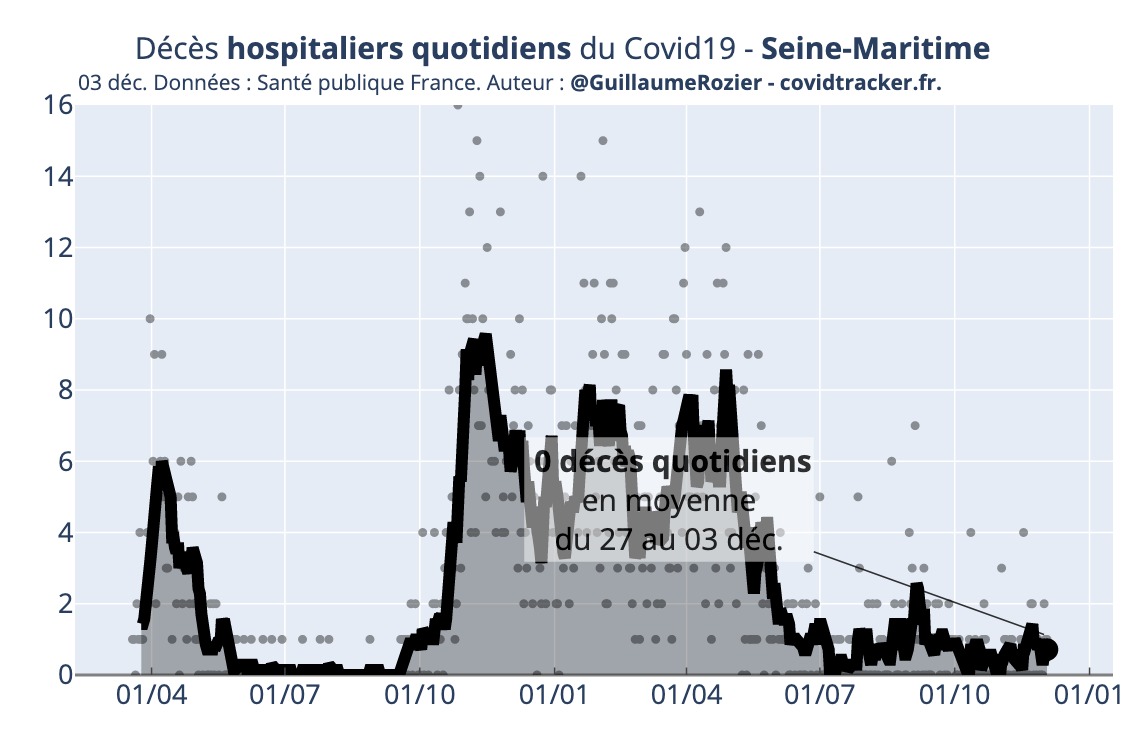 Décès hospitaliers quotidiens du Covid19 - Seine-Maritime
03 déc. Données : Santé publique France. Auteur : @GuillaumeRozier - covidtracker.fr.
16
14
12
10
8
6
4
2
0
0 décès quotidiens
en moyenne
du 27 au 03 déc.
01/04 01/07 01/10 01/01 01/04 01/07 01/10 01/01